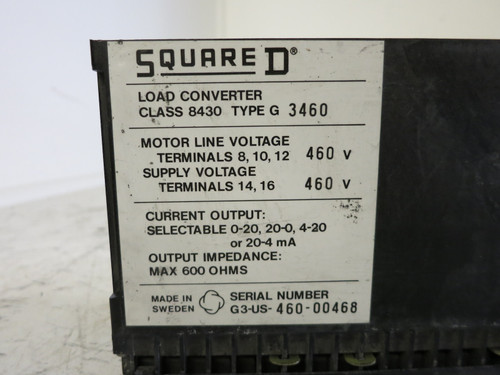 SQUARE D®
LOAD CONVERTER
CLASS 8430 TYPE G 3460
MOTOR LINE VOLTAGE
TERMINALS 8, 10, 12 460 V
SUPPLY VOLTAGE
TERMINALS 14, 16 460 V
CURRENT OUTPUT:
SELECTABLE 0-20, 20-0, 4-20
or 20-4 mA
OUTPUT IMPEDANCE:
MAX 600 OHMS
MADE IN SWEDEN
SERIAL NUMBER
G3-US-460-00468